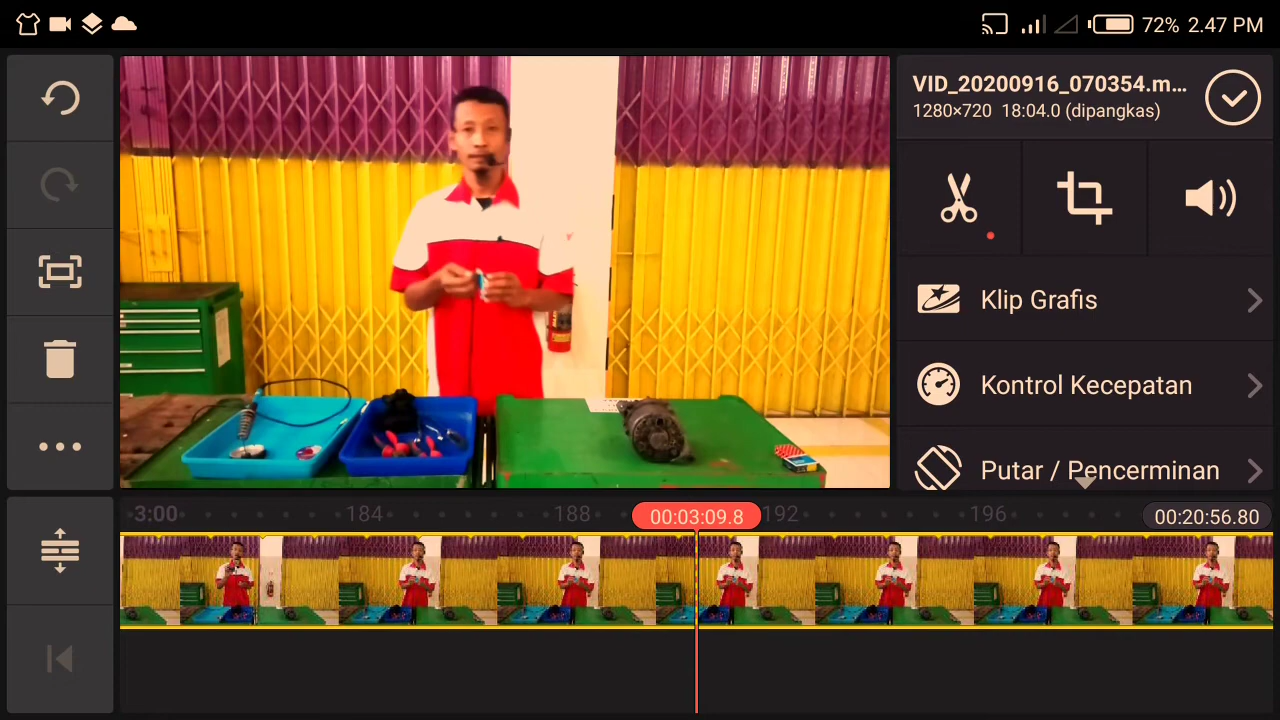 72% 2.47 PM
VID_20200916_070354.m...
1280×720 18:04.0 (dipangkas)
Klip Grafis
Kontrol Kecepatan
Putar / Pencerminan
3:00 184 188 00:03:09.8 192 196 00:20:56.80